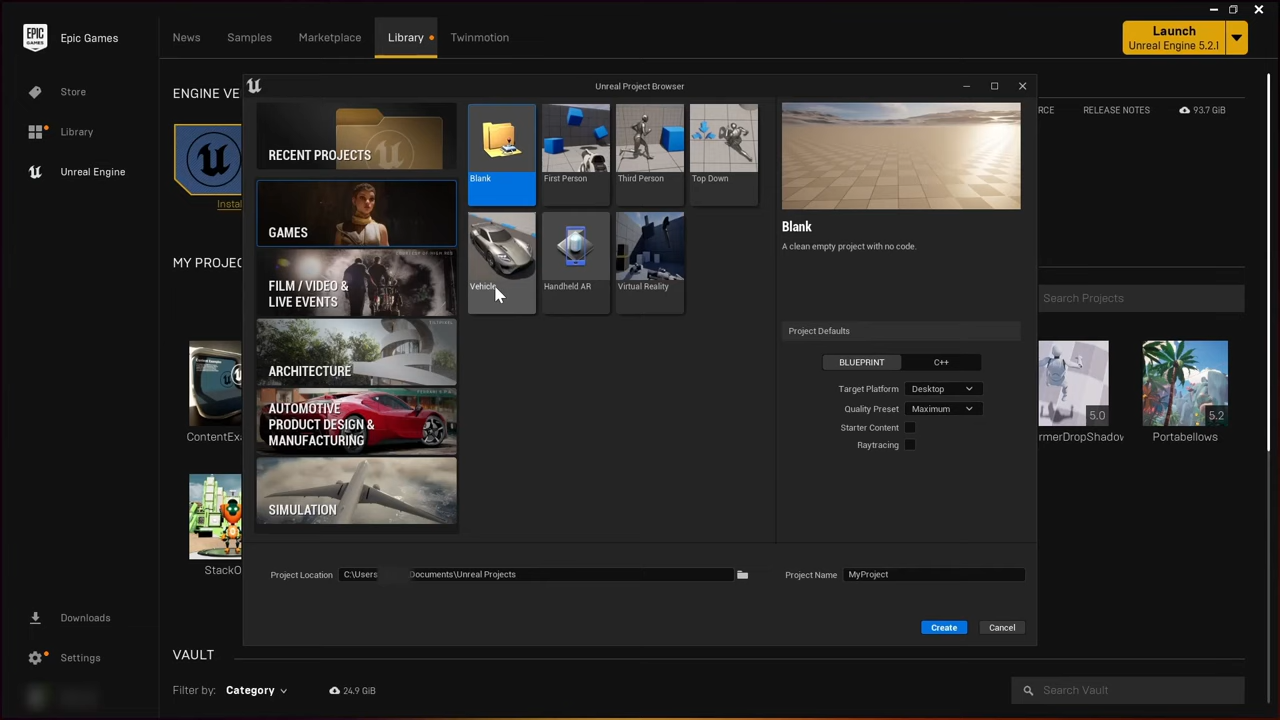 EPIC GAMES
Epic Games
News
Samples
Marketplace
Library
Twinmotion
Launch
Unreal Engine 5.2.1
Store
Library
Unreal Engine
Downloads
Settings
ENGINE VE
RCE
RELEASE NOTES
93.7 GiB
Instal
MY PROJEC
Search Projects
ContentEx
StackO
5.0
rmerDropShadow
5.2
Portabellows
VAULT
Filter by:
Category
24.9 GiB
Search Vault
Unreal Project Browser
RECENT PROJECTS
GAMES
FILM / VIDEO &
LIVE EVENTS
ARCHITECTURE
AUTOMOTIVE
PRODUCT DESIGN &
MANUFACTURING
SIMULATION
Blank
First Person
Third Person
Top Down
Vehicle
Handheld AR
Virtual Reality
Blank
A clean empty project with no code.
Project Defaults
BLUEPRINT
C++
Target Platform
Desktop
Quality Preset
Maximum
Starter Content
Raytracing
Project Location
C:\Users
Documents\Unreal Projects
Project Name
MyProject
Create
Cancel